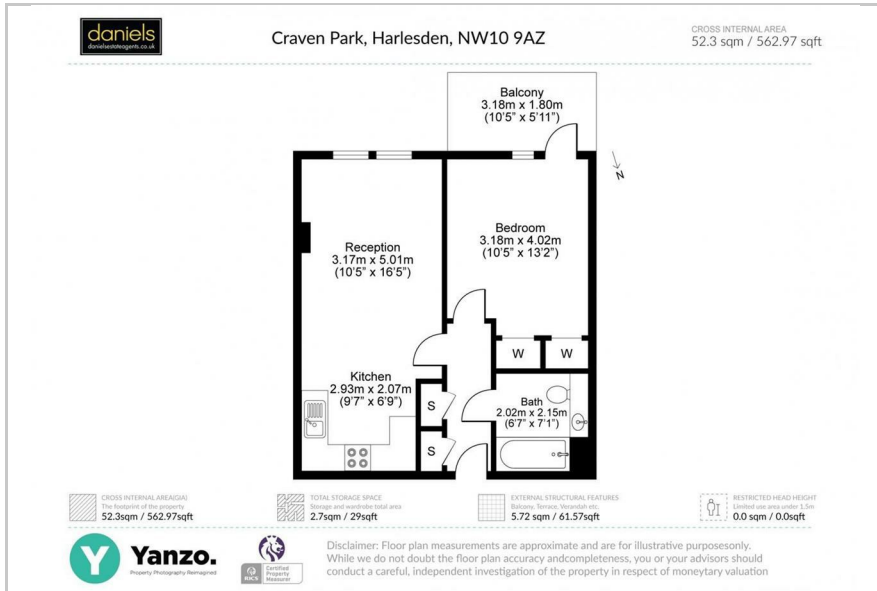 daniels
danielsestateagents.co.uk
Craven Park, Harlesden, NW10 9AZ
CROSS INTERNAL AREA
52.3 sqm / 562.97 sqft
Balcony
3.18m x 1.80m
(10'5" x 5'11")
N
Bedroom
3.18m x 4.02m
(10'5" x 13'2")
Reception
3.17m x 5.01m
(10'5" x 16'5")
W W
Kitchen
2.93m x 2.07m
(9'7" x 6'9")
S
Bath
2.02m x 2.15m
(6'7" x 7'1")
S
CROSS INTERNAL AREA(GIA)
The footprint of the property
52.3sqm / 562.97sqft
TOTAL STORAGE SPACE
Storage and wardrobe total area
2.7sqm / 29sqft
EXTERNAL STRUCTURAL FEATURES
Balcony, Terrace, Verandah etc.
5.72 sqm / 61.57sqft
RESTRICTED HEAD HEIGHT
Limited use area under 1.5m
0.0 sqm / 0.0sqft
Y
Yanzo.
Property Photography Reimagined
RICS
Certified
Property
Measurer
Disclaimer: Floor plan measurements are approximate and are for illustrative purposesonly.
While we do not doubt the floor plan accuracy andcompleteness, you or your advisors should
conduct a careful, independent investigation of the property in respect of moneytary valuation